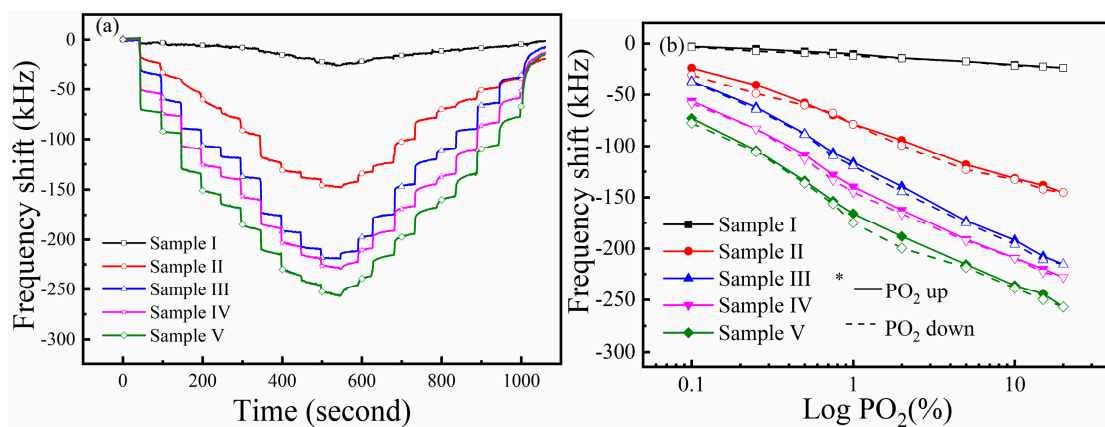 (a)
Frequency shift (kHz)
0
-50
-100
-150
-200
-250
-300
Sample I
Sample II
Sample III
Sample IV
Sample V
0 200 400 600 800 1000
Time (second)
(b)
Frequency shift (kHz)
0
-50
-100
-150
-200
-250
-300
Sample I
Sample II
Sample III
Sample IV
Sample V
*
PO₂ up
PO₂ down
0.1 1 10
Log PO₂(%)